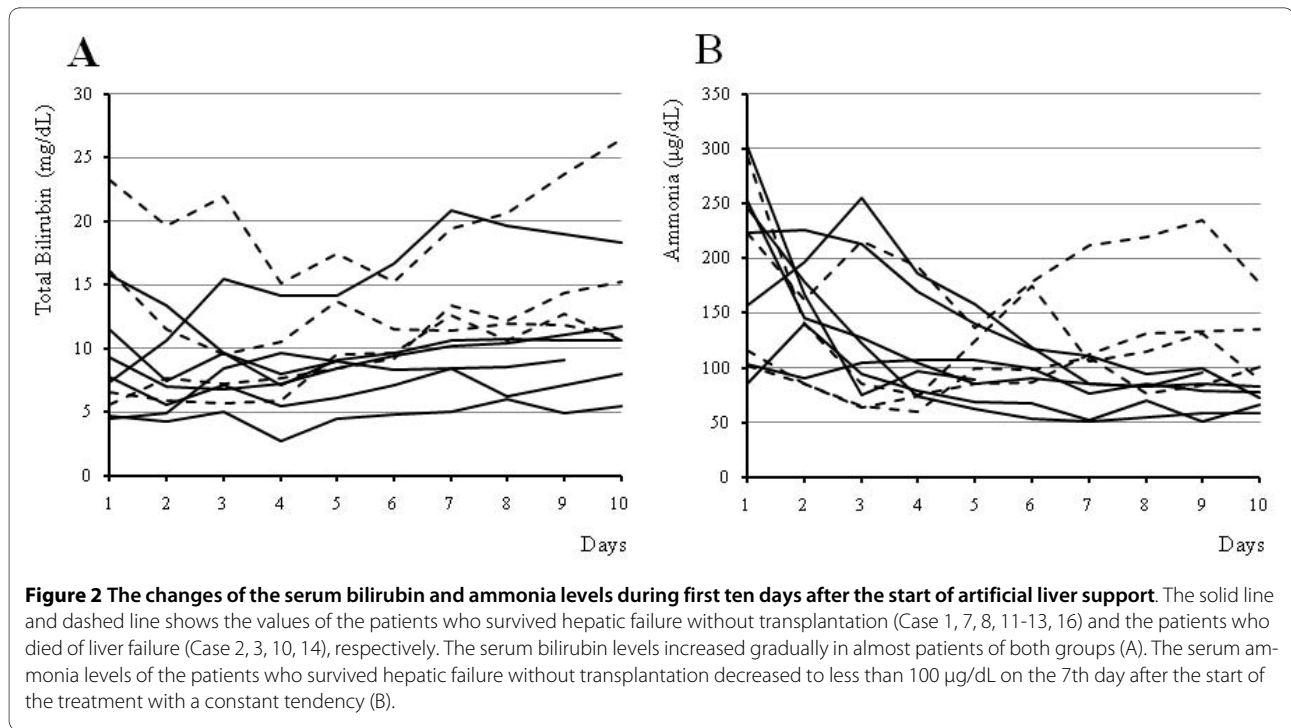 A
B
30
25
20
15
10
5
0
Total Bilirubin (mg/dL)
1 2 3 4 5 6 7 8 9 10
Days
350
300
250
200
150
100
50
0
Ammonia (µg/dL)
1 2 3 4 5 6 7 8 9 10
Days
Figure 2 The changes of the serum bilirubin and ammonia levels during first ten days after the start of artificial liver support. The solid line
and dashed line shows the values of the patients who survived hepatic failure without transplantation (Case 1, 7, 8, 11-13, 16) and the patients who
died of liver failure (Case 2, 3, 10, 14), respectively. The serum bilirubin levels increased gradually in almost patients of both groups (A). The serum am-
monia levels of the patients who survived hepatic failure without transplantation decreased to less than 100 µg/dL on the 7th day after the start of
the treatment with a constant tendency (B).